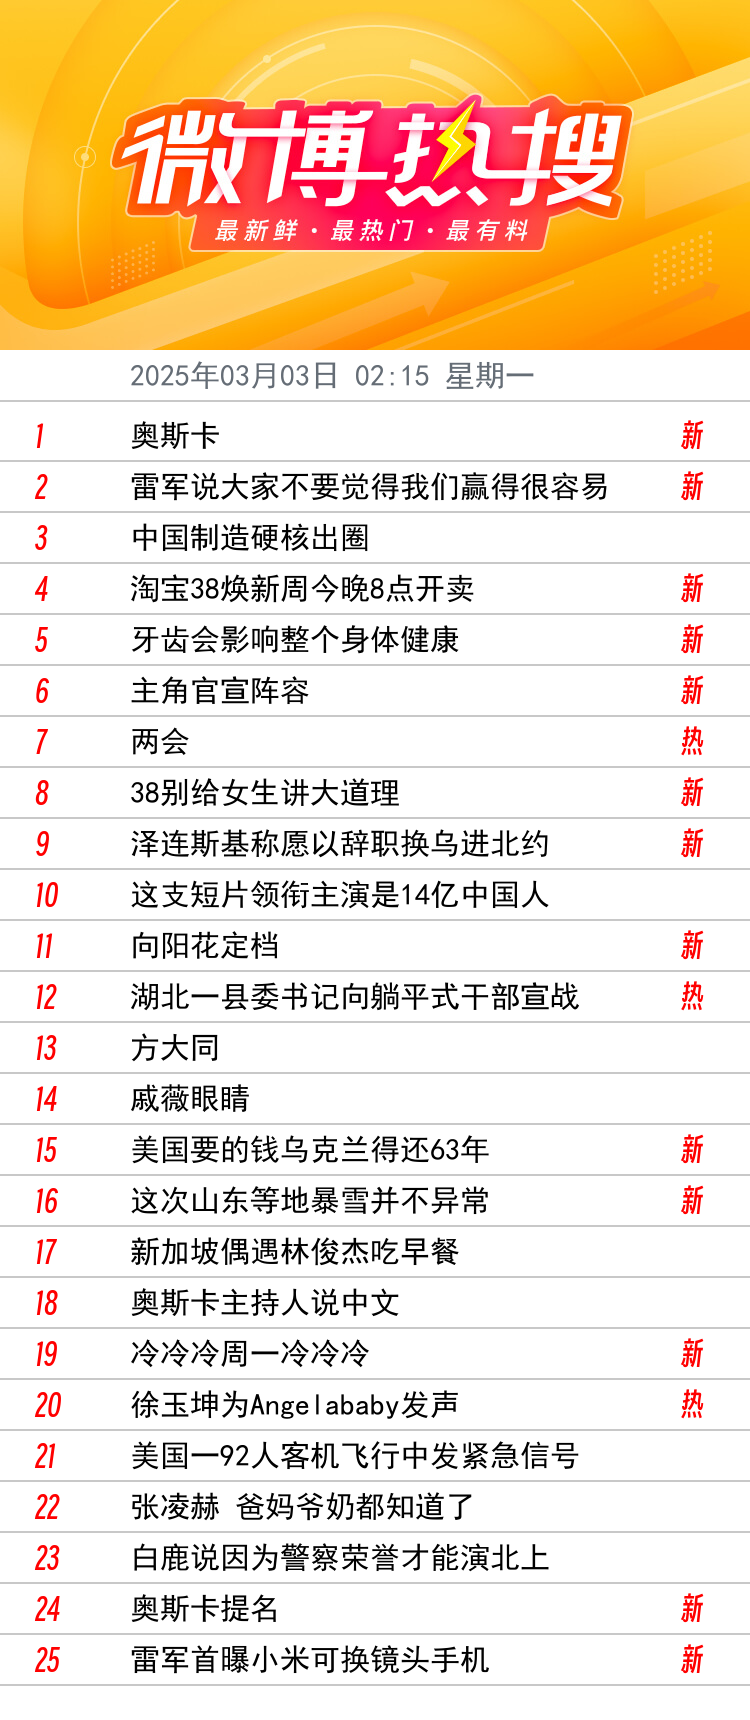 微博热搜
最新鲜·最热门·最有料
2025年03月03日 02:15 星期一
1 奥斯卡 新
2 雷军说大家不要觉得我们赢得很容易 新
3 中国制造硬核出圈
4 淘宝38焕新周今晚8点开卖 新
5 牙齿会影响整个身体健康 新
6 主角官宣阵容 新
7 两会 热
8 38别给女生讲大道理 新
9 泽连斯基称愿以辞职换乌进北约 新
10 这支短片领衔主演是14亿中国人
11 向阳花定档 新
12 湖北一县委书记向躺平式干部宣战 热
13 方大同
14 戚薇眼睛
15 美国要的钱乌克兰得还63年 新
16 这次山东等地暴雪并不异常 新
17 新加坡偶遇林俊杰吃早餐
18 奥斯卡主持人说中文
19 冷冷冷周一冷冷冷 新
20 徐玉坤为Angelababy发声 热
21 美国一92人客机飞行中发紧急信号
22 张凌赫 爸妈爷奶都知道了
23 白鹿说因为警察荣誉才能演北上
24 奥斯卡提名 新
25 雷军首曝小米可换镜头手机 新